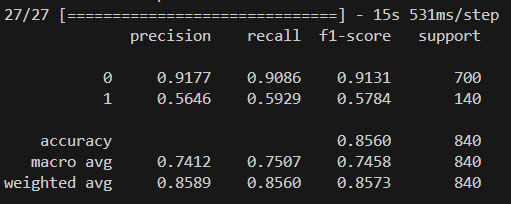 27/27 [==============================] - 15s 531ms/step
precision recall f1-score support
0 0.9177 0.9086 0.9131 700
1 0.5646 0.5929 0.5784 140
accuracy 0.8560 840
macro avg 0.7412 0.7507 0.7458 840
weighted avg 0.8589 0.8560 0.8573 840